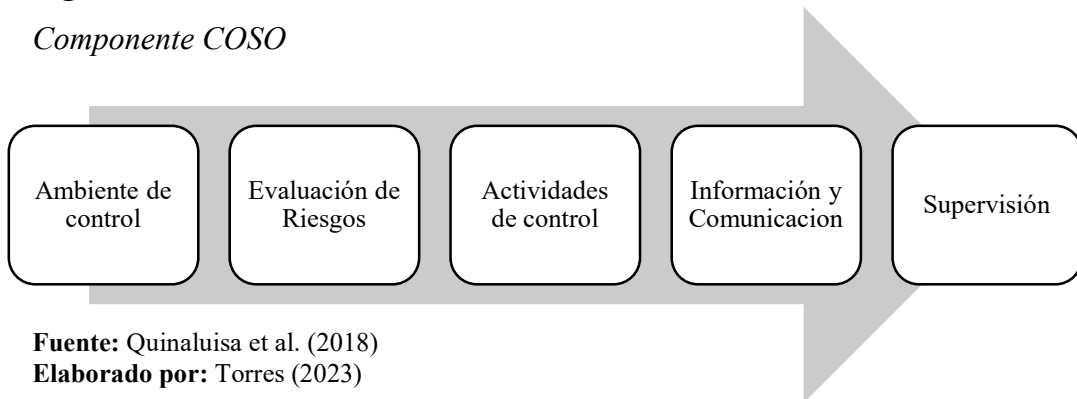 Componente COSO
Ambiente de
control
Evaluación de
Riesgos
Actividades
de control
Información y
Comunicacion
Supervisión
Fuente: Quinaluisa et al. (2018)
Elaborado por: Torres (2023)